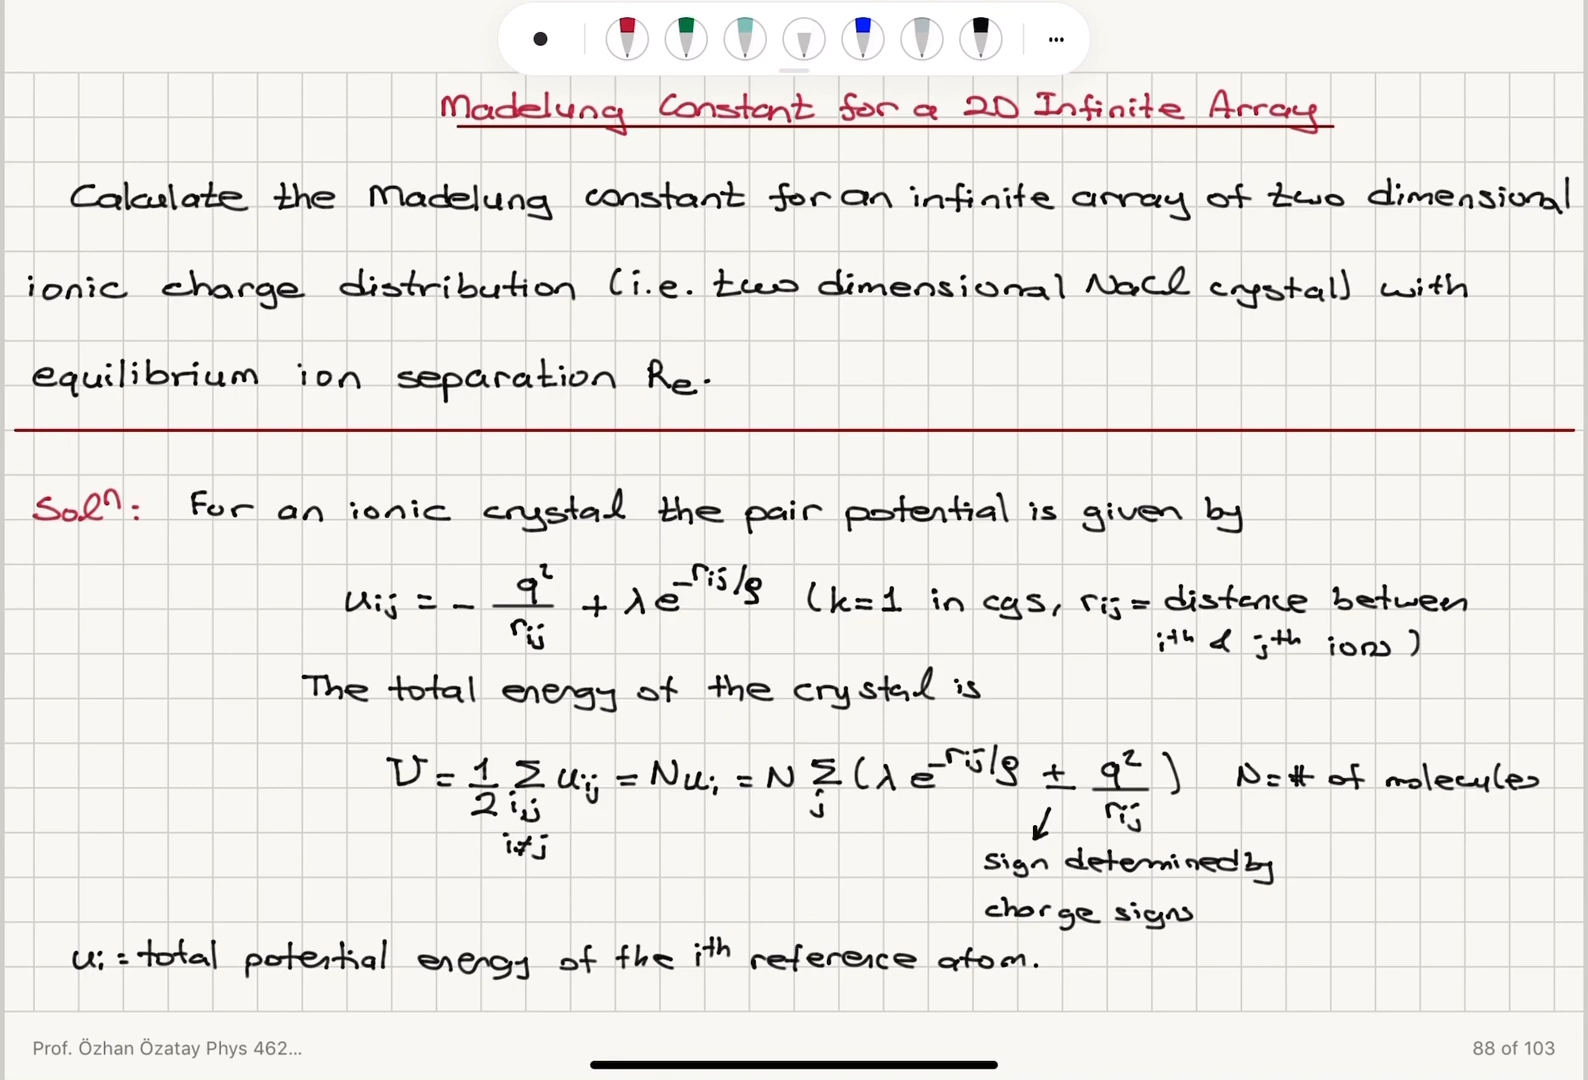 Madelung Constant for a 2D Infinite Array
Calculate the Madelung constant for an infinite array of two dimensional
ionic charge distribution (i.e. two dimensional NaCl crystal) with
equilibrium ion separation Re.
Solⁿ: For an ionic crystal the pair potential is given by
uij = - q²/rij + λe^(-rij/ρ) (k=1 in cgs, rij = distance between
ith & jth ions)
The total energy of the crystal is
U = 1/2 Σ_(i,j i≠j) uij = Nui = N Σ_j (λe^(-rij/ρ) ± q²/rij) N = # of molecules
↓
sign determined by
charge signs
ui = total potential energy of the ith reference atom.
Prof. Özhan Özatay Phys 462...
88 of 103